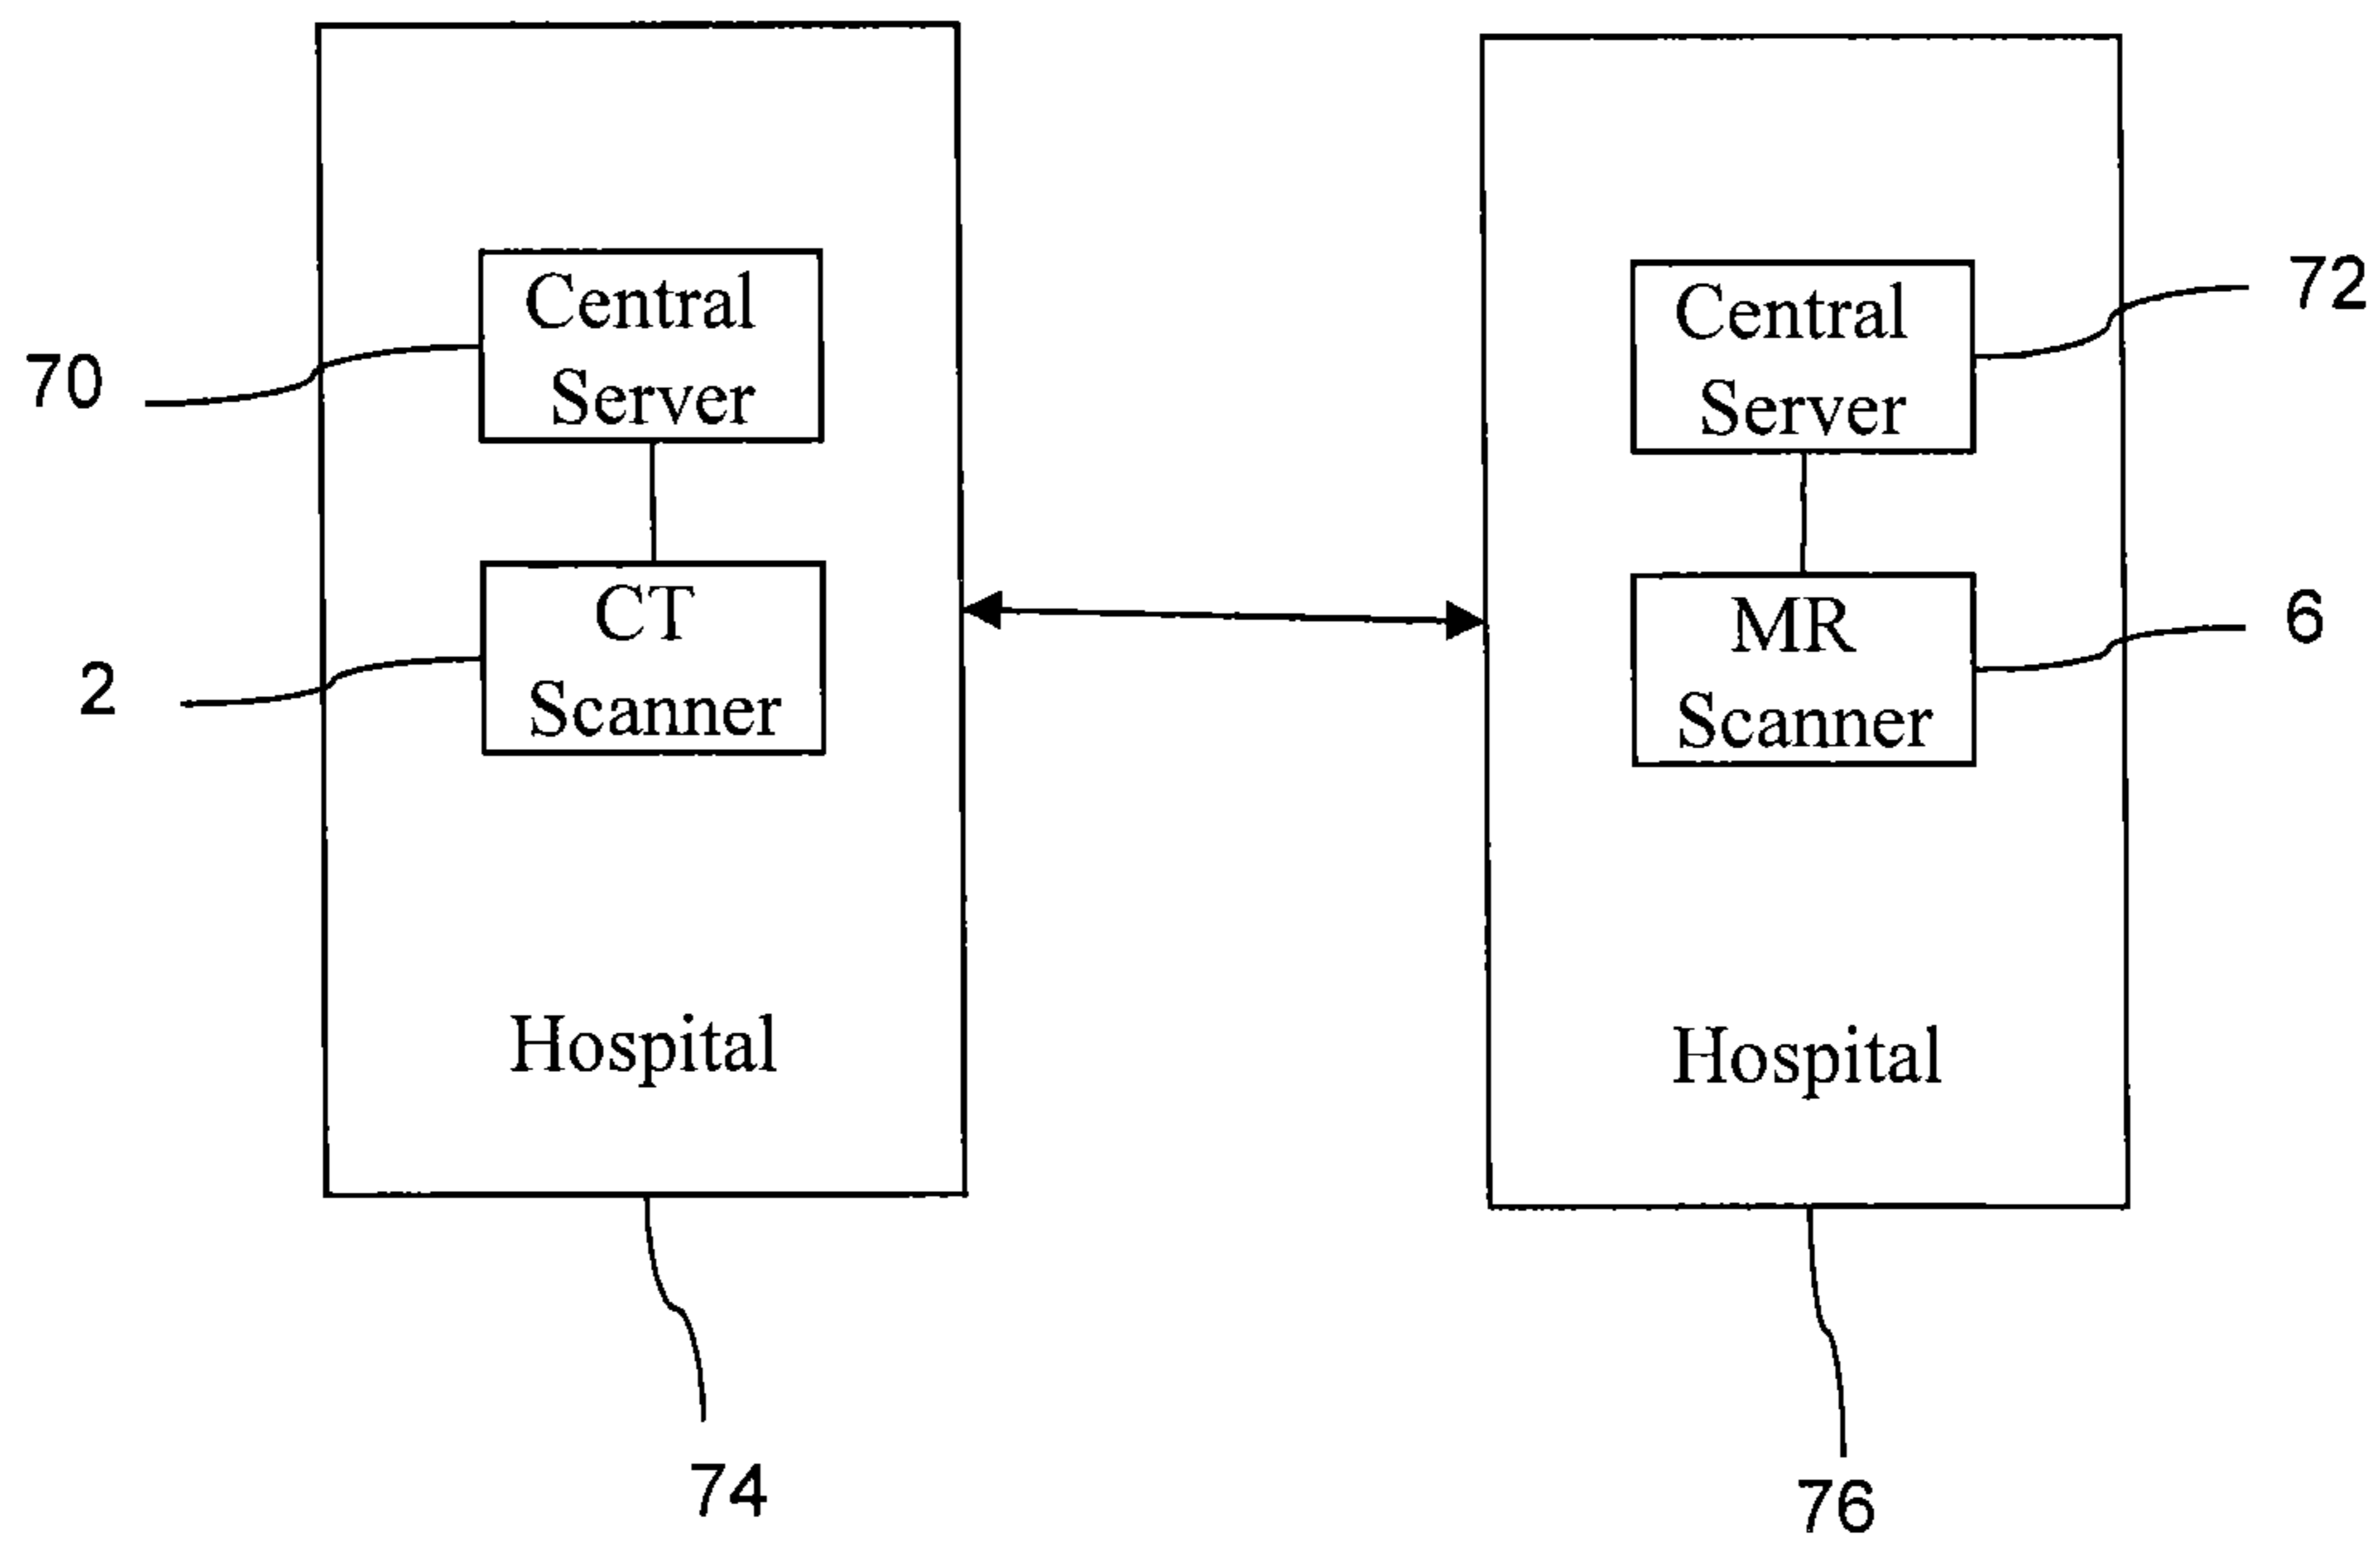 70
Central
Server
2
CT
Scanner
Hospital
74
Central
Server
72
MR
Scanner
6
Hospital
76